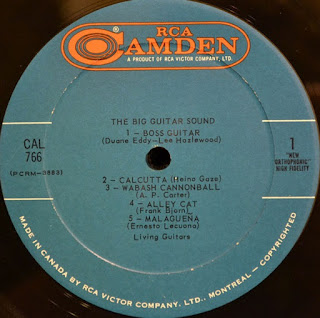 RCA
CAMDEN
A PRODUCT OF RCA VICTOR COMPANY, LTD.
THE BIG GUITAR SOUND
CAL
766
(PCRM-0883)
1
"NEW
ORTHOPHONIC"
HIGH FIDELITY
1 – BOSS GUITAR
(Duane Eddy–Lee Hazlewood)
2 – CALCUTTA (Heino Gaze)
3 – WABASH CANNONBALL
(A. P. Carter)
4 – ALLEY CAT
(Frank Bjorn)
5 – MALAGUEÑA
(Ernesto Lecuona)
Living Guitars
MADE IN CANADA BY RCA VICTOR COMPANY. LTD., MONTREAL – COPYRIGHTED